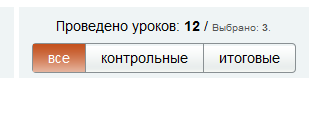 Проведено уроков: 12 / Выбрано: 3.
все контрольные итоговые